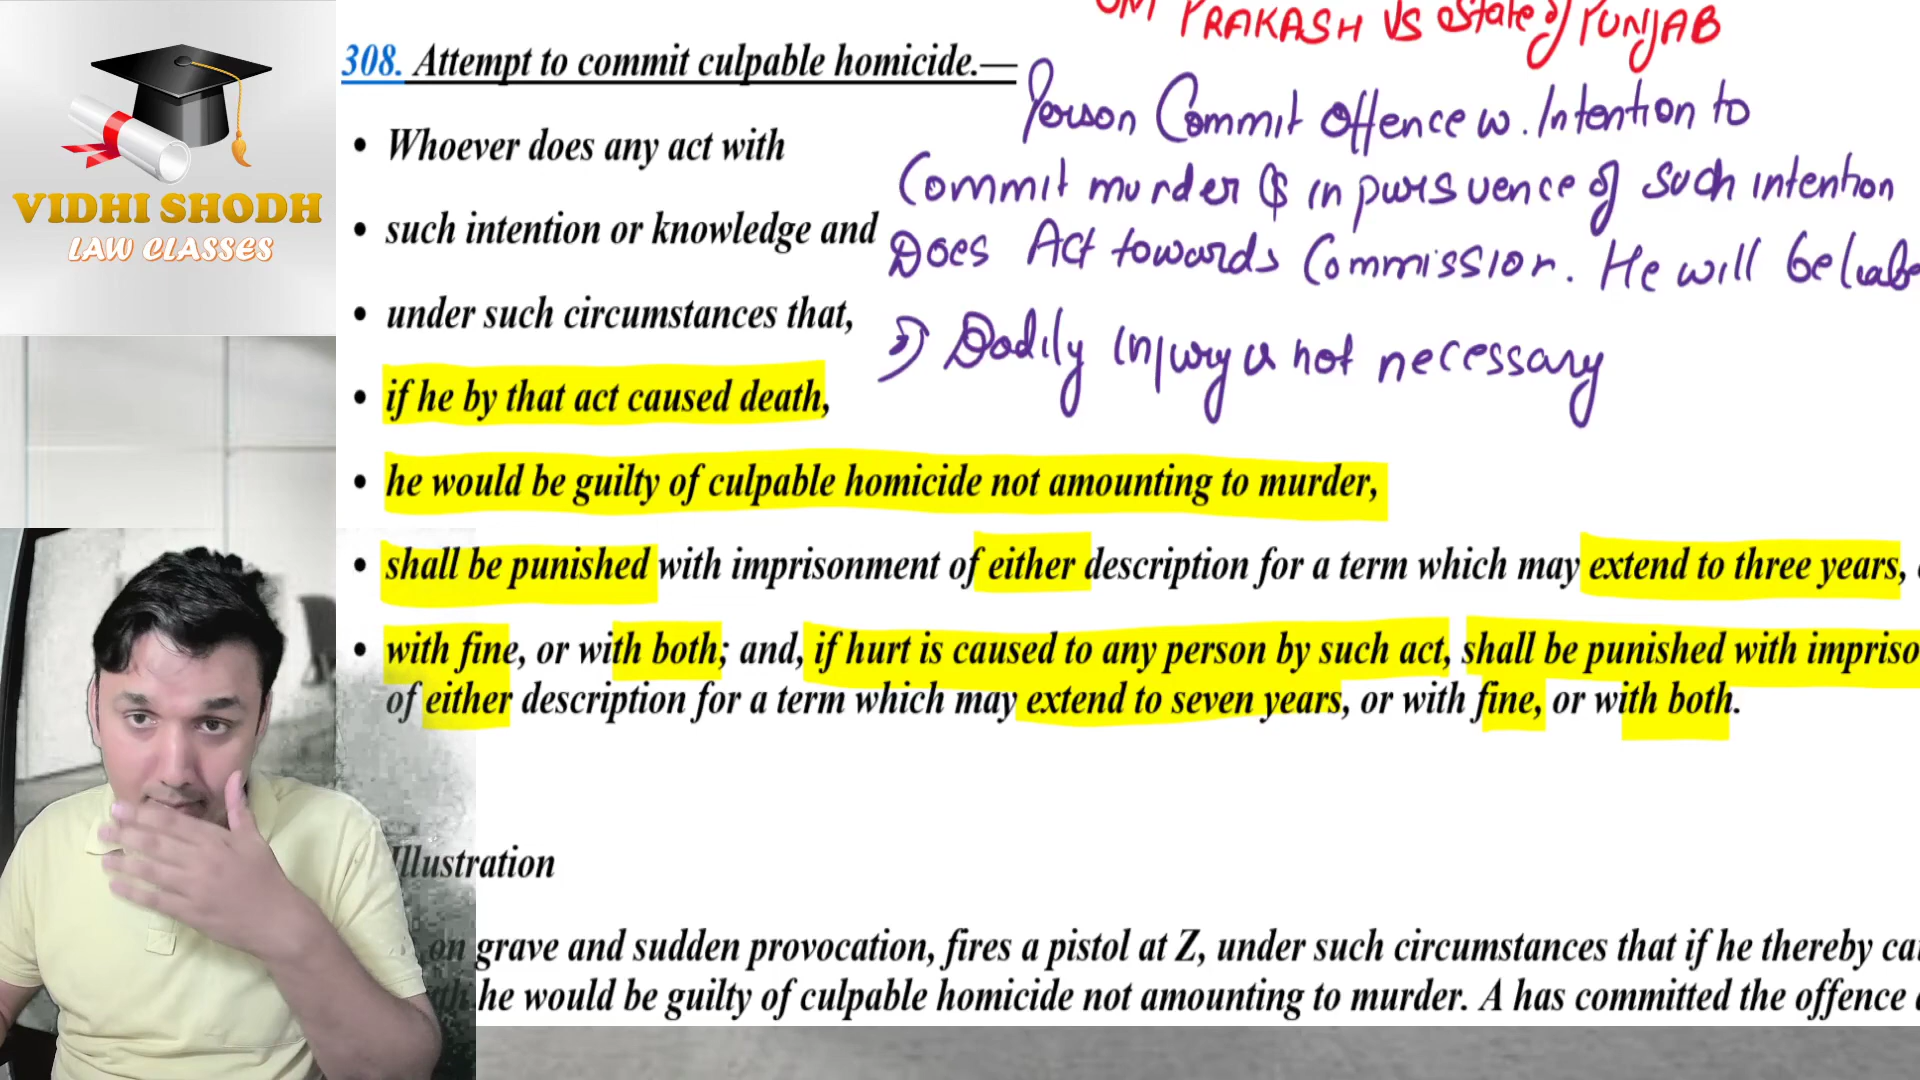 VIDHI SHODH
LAW CLASSES
OM PRAKASH VS State of PUNJAB
308. Attempt to commit culpable homicide.—
Person Commit Offence w. Intention to
Commit murder & in pursuence of such intention
Does Act towards Commission. He will be
Bodily injury is not necessary
• Whoever does any act with
• such intention or knowledge and
• under such circumstances that,
• if he by that act caused death,
• he would be guilty of culpable homicide not amounting to murder,
• shall be punished with imprisonment of either description for a term which may extend to three years,
• with fine, or with both; and, if hurt is caused to any person by such act, shall be punished with impriso
of either description for a term which may extend to seven years, or with fine, or with both.
Illustration
on grave and sudden provocation, fires a pistol at Z, under such circumstances that if he thereby
he would be guilty of culpable homicide not amounting to murder. A has committed the offence